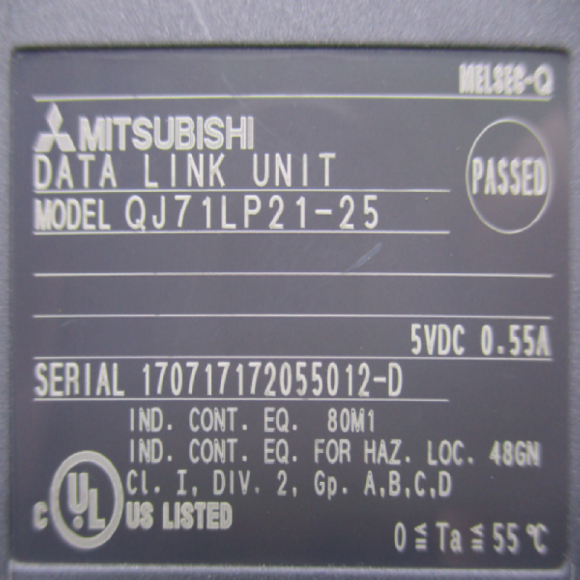 MELSEC-Q
MITSUBISHI
DATA LINK UNIT
PASSED
MODEL QJ71LP21-25
5VDC 0.55A
SERIAL 170717172055012-D
IND. CONT. EQ. 80M1
IND. CONT. EQ. FOR HAZ. LOC. 48GN
Cl. I, DIV. 2, Gp. A,B,C,D
C UL US LISTED
0≦Ta≦55℃